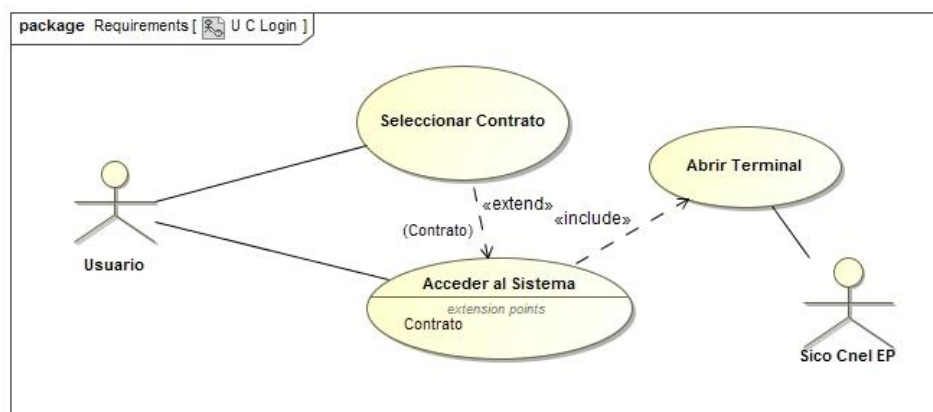 package Requirements [ U C Login ]
Seleccionar Contrato
Abrir Terminal
«extend»
«include»
(Contrato)
Usuario
Acceder al Sistema
extension points
Contrato
Sico Cnel EP